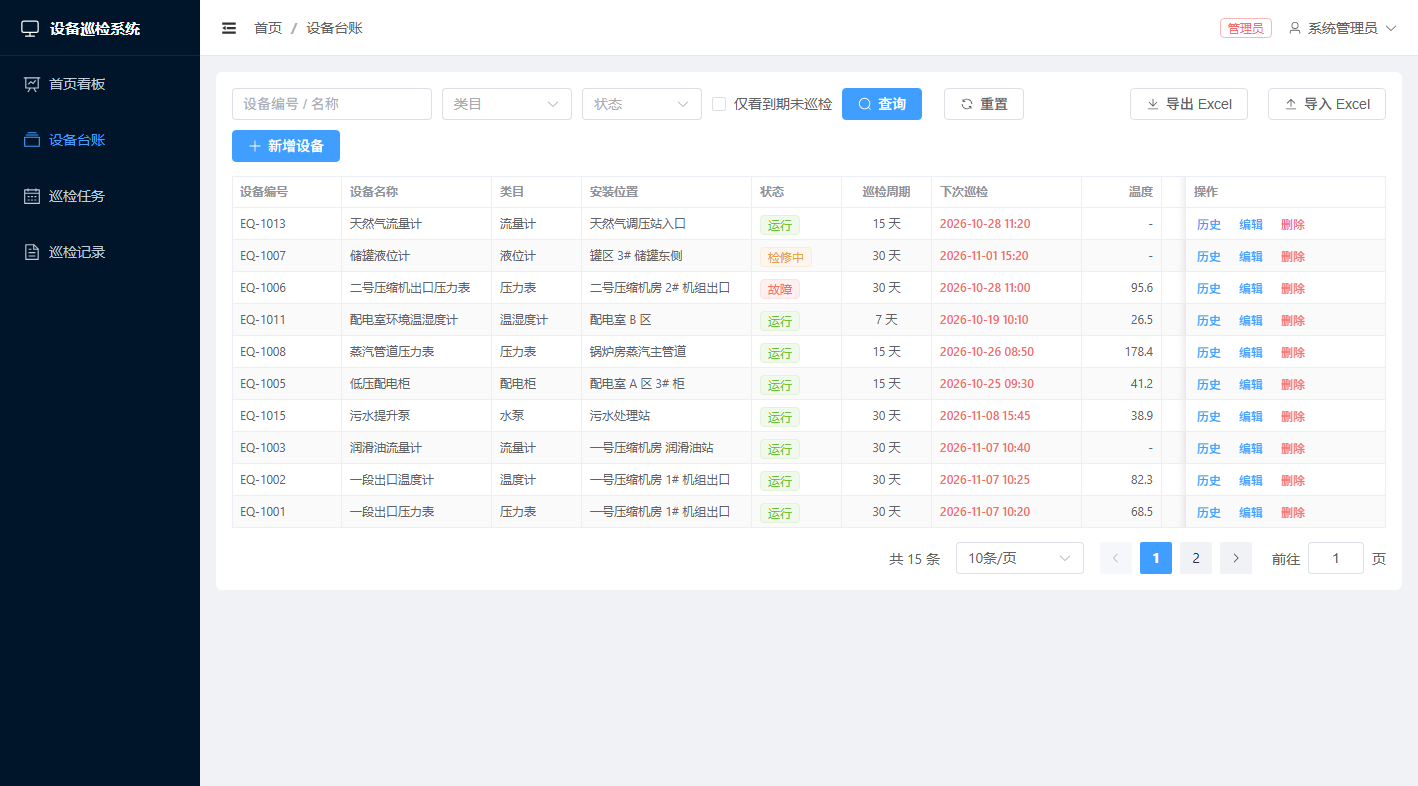 设备巡检系统
首页 / 设备台账
管理员 系统管理员
首页看板
设备台账
巡检任务
巡检记录
设备编号 / 名称 类目 状态 仅看到期未巡检 查询 重置 导出 Excel 导入 Excel
新增设备
设备编号 设备名称 类目 安装位置 状态 巡检周期 下次巡检 温度 操作
EQ-1013 天然气流量计 流量计 天然气调压站入口 运行 15 天 2026-10-28 11:20 - 历史 编辑 删除
EQ-1007 储罐液位计 液位计 罐区 3# 储罐东侧 检修中 30 天 2026-11-01 15:20 - 历史 编辑 删除
EQ-1006 二号压缩机出口压力表 压力表 二号压缩机房 2# 机组出口 故障 30 天 2026-10-28 11:00 95.6 历史 编辑 删除
EQ-1011 配电室环境温湿度计 温湿度计 配电室 B 区 运行 7 天 2026-10-19 10:10 26.5 历史 编辑 删除
EQ-1008 蒸汽管道压力表 压力表 锅炉房蒸汽主管道 运行 15 天 2026-10-26 08:50 178.4 历史 编辑 删除
EQ-1005 低压配电柜 配电柜 配电室 A 区 3# 柜 运行 15 天 2026-10-25 09:30 41.2 历史 编辑 删除
EQ-1015 污水提升泵 水泵 污水处理站 运行 30 天 2026-11-08 15:45 38.9 历史 编辑 删除
EQ-1003 润滑油流量计 流量计 一号压缩机房 润滑油站 运行 30 天 2026-11-07 10:40 - 历史 编辑 删除
EQ-1002 一段出口温度计 温度计 一号压缩机房 1# 机组出口 运行 30 天 2026-11-07 10:25 82.3 历史 编辑 删除
EQ-1001 一段出口压力表 压力表 一号压缩机房 1# 机组出口 运行 30 天 2026-11-07 10:20 68.5 历史 编辑 删除
共 15 条 10条/页 1 2 前往 1 页